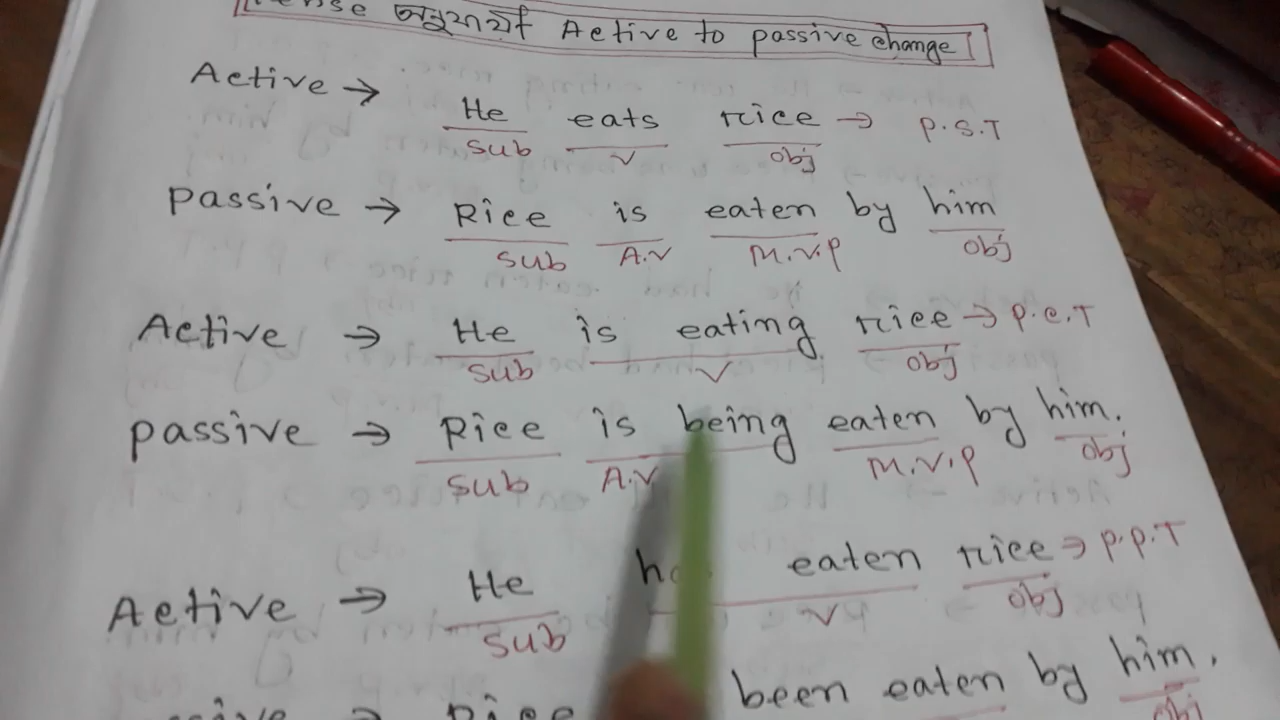 অনুযায়ী Active to passive change
Active → He eats rice → P.S.T
sub v obj
passive → Rice is eaten by him
sub A.V M.V.P obj
Active → He is eating rice → P.C.T
sub v obj
passive → Rice is being eaten by him.
sub A.V M.V.P obj
Active → He eaten rice → P.P.T
sub v obj
been eaten by him.
obj